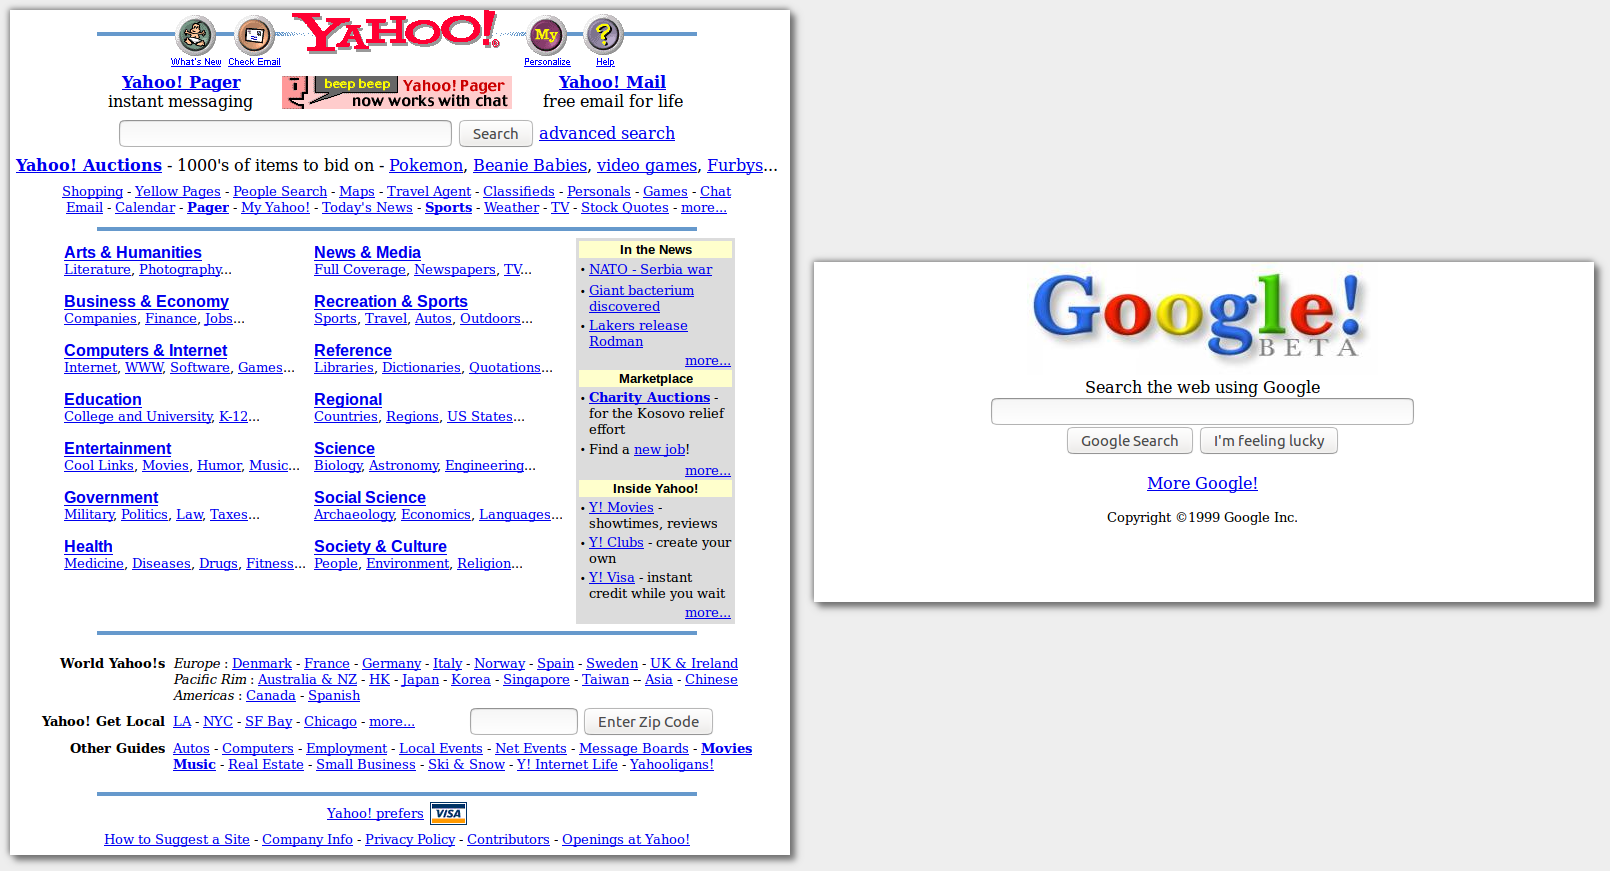 YAHOO!
What's New Check Email Personalize Help
My ?
Yahoo! Pager
instant messaging
beep beep Yahoo! Pager
now works with chat
Yahoo! Mail
free email for life
Search advanced search
Yahoo! Auctions - 1000's of items to bid on - Pokemon, Beanie Babies, video games, Furbys...
Shopping - Yellow Pages - People Search - Maps - Travel Agent - Classifieds - Personals - Games - Chat
Email - Calendar - Pager - My Yahoo! - Today's News - Sports - Weather - TV - Stock Quotes - more...
Arts & Humanities
Literature, Photography...
Business & Economy
Companies, Finance, Jobs...
Computers & Internet
Internet, WWW, Software, Games...
Education
College and University, K-12...
Entertainment
Cool Links, Movies, Humor, Music...
Government
Military, Politics, Law, Taxes...
Health
Medicine, Diseases, Drugs, Fitness...
News & Media
Full Coverage, Newspapers, TV...
Recreation & Sports
Sports, Travel, Autos, Outdoors...
Reference
Libraries, Dictionaries, Quotations...
Regional
Countries, Regions, US States...
Science
Biology, Astronomy, Engineering...
Social Science
Archaeology, Economics, Languages...
Society & Culture
People, Environment, Religion...
In the News
· NATO - Serbia war
· Giant bacterium
discovered
· Lakers release
Rodman
more...
Marketplace
· Charity Auctions -
for the Kosovo relief
effort
· Find a new job!
more...
Inside Yahoo!
· Y! Movies -
showtimes, reviews
· Y! Clubs - create your
own
· Y! Visa - instant
credit while you wait
more...
World Yahoo!s Europe : Denmark - France - Germany - Italy - Norway - Spain - Sweden - UK & Ireland
Pacific Rim : Australia & NZ - HK - Japan - Korea - Singapore - Taiwan -- Asia - Chinese
Americas : Canada - Spanish
Yahoo! Get Local LA - NYC - SF Bay - Chicago - more... Enter Zip Code
Other Guides Autos - Computers - Employment - Local Events - Net Events - Message Boards - Movies
Music - Real Estate - Small Business - Ski & Snow - Y! Internet Life - Yahooligans!
Yahoo! prefers VISA
How to Suggest a Site - Company Info - Privacy Policy - Contributors - Openings at Yahoo!
Google!
BETA
Search the web using Google
Google Search I'm feeling lucky
More Google!
Copyright ©1999 Google Inc.